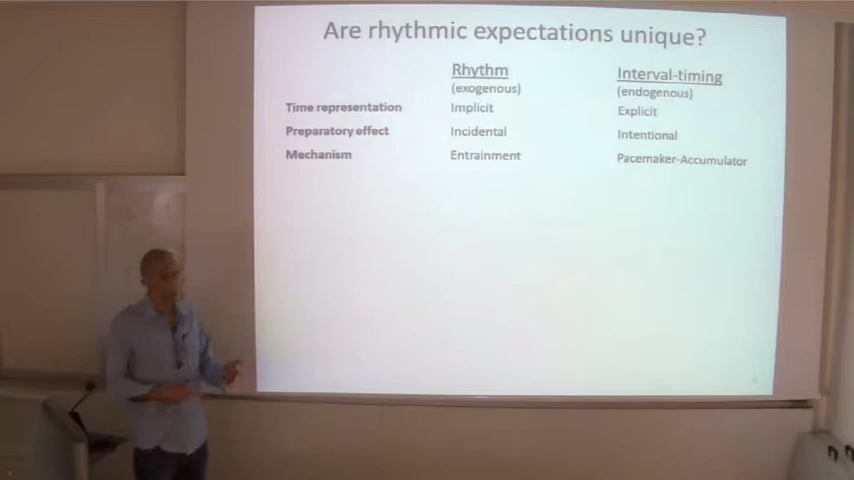 Are rhythmic expectations unique?
Rhythm Interval-timing
(exogenous) (endogenous)
Time representation Implicit Explicit
Preparatory effect Incidental Intentional
Mechanism Entrainment Pacemaker-Accumulator